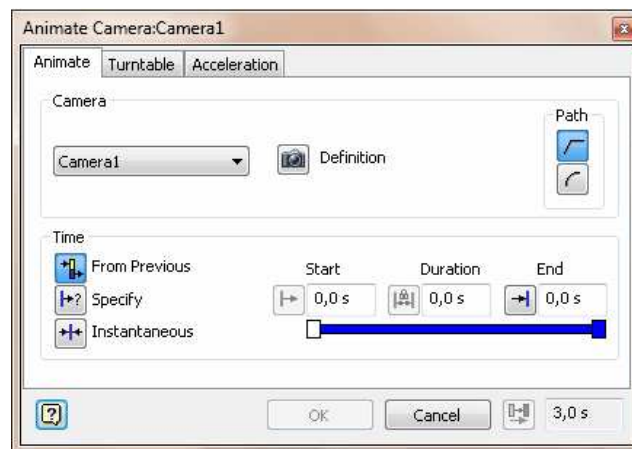 Animate Camera:Camera1
Animate Turntable Acceleration
Camera
Path
Camera1 Definition
Time
From Previous Start Duration End
Specify 0,0 s 0,0 s 0,0 s
Instantaneous
OK Cancel 3,0 s